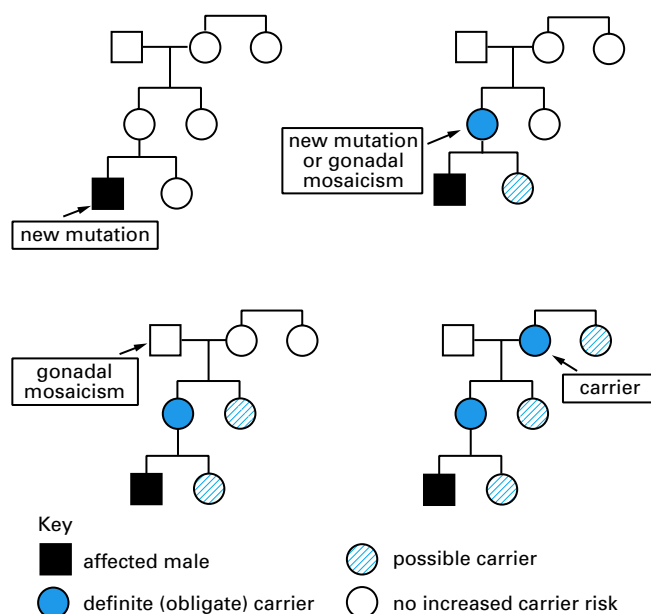 new mutation
new mutation
or gonadal
mosaicism
gonadal
mosaicism
carrier
Key
affected male
possible carrier
definite (obligate) carrier
no increased carrier risk